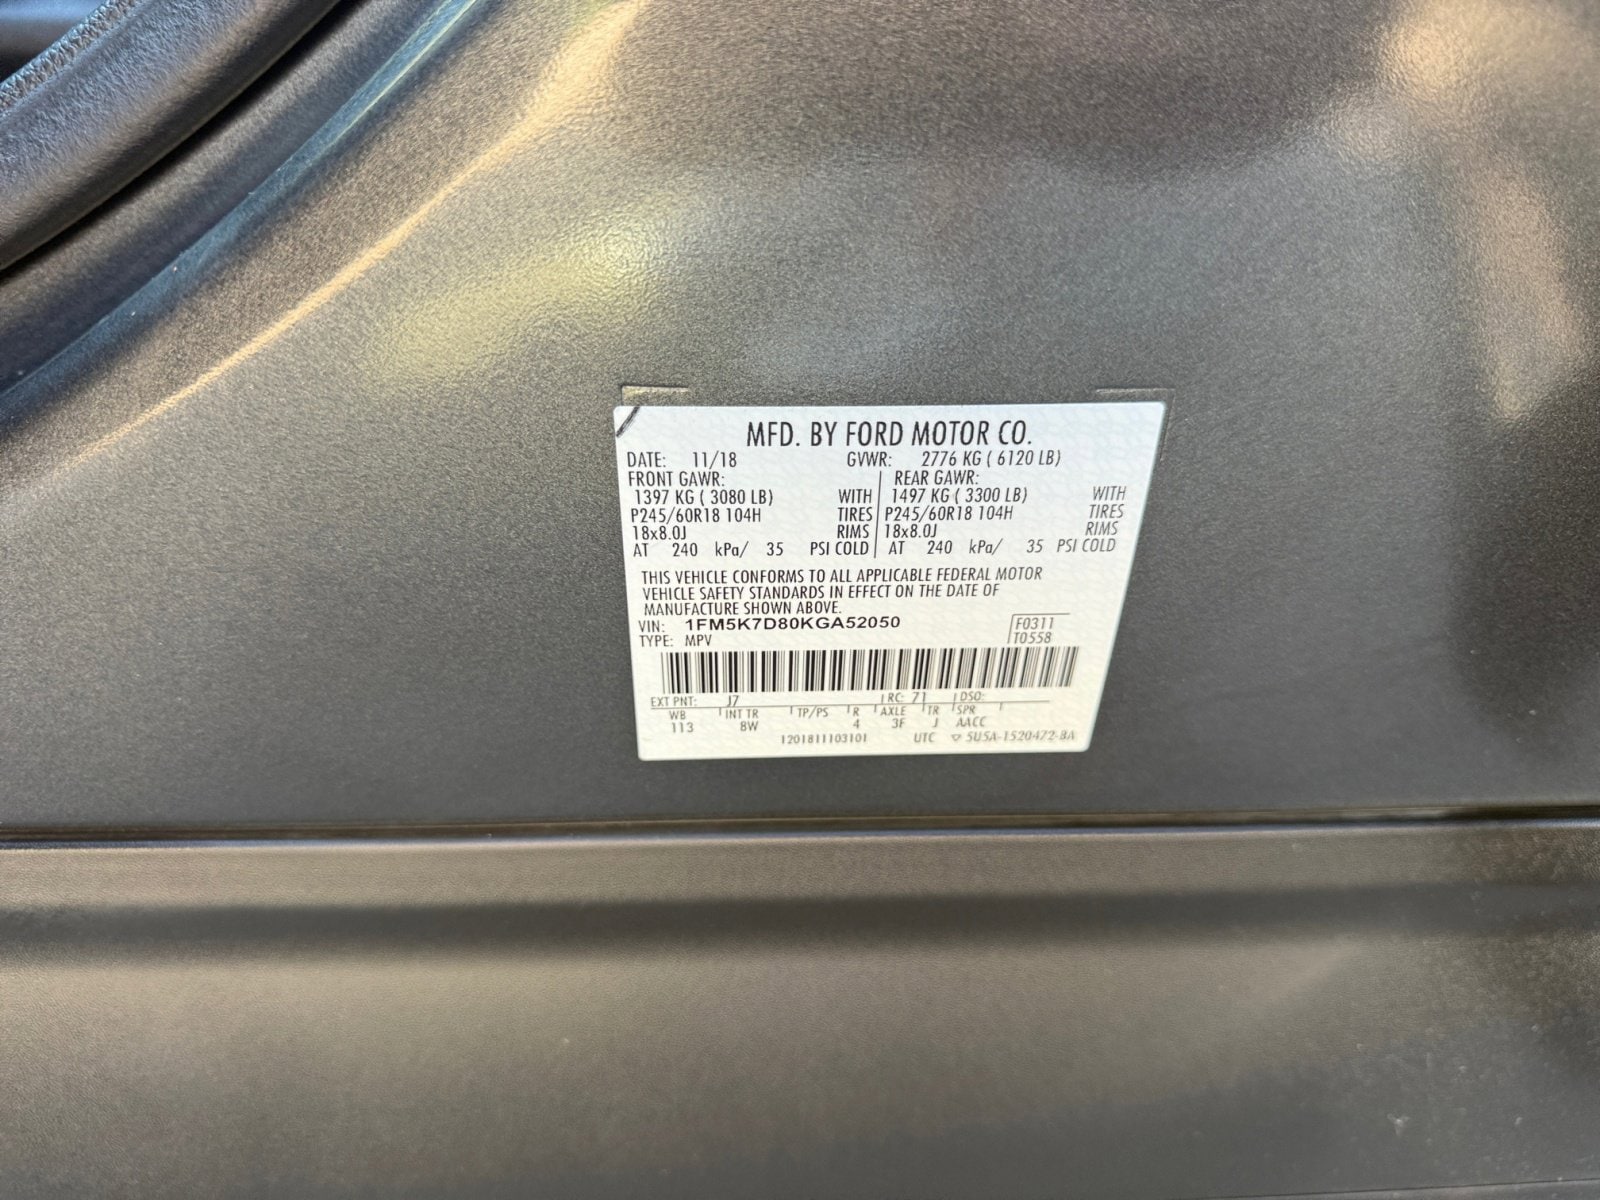 MFD. BY FORD MOTOR CO.
DATE: 11/18 GVWR: 2776 KG ( 6120 LB)
FRONT GAWR: REAR GAWR:
1397 KG ( 3080 LB) WITH 1497 KG ( 3300 LB) WITH
P245/60R18 104H TIRES P245/60R18 104H TIRES
18x8.0J RIMS 18x8.0J RIMS
AT 240 kPa/ 35 PSI COLD AT 240 kPa/ 35 PSI COLD
THIS VEHICLE CONFORMS TO ALL APPLICABLE FEDERAL MOTOR
VEHICLE SAFETY STANDARDS IN EFFECT ON THE DATE OF
MANUFACTURE SHOWN ABOVE.
VIN: 1FM5K7D80KGA52050 F0311
TYPE: MPV T0558
EXT PNT: J7 RC: 71 DSO:
WB INT TR TP/PS R AXLE TR SPR
113 8W 4 3F J AACC
1201811103101 UTC ▽ 5U5A-1520472-BA